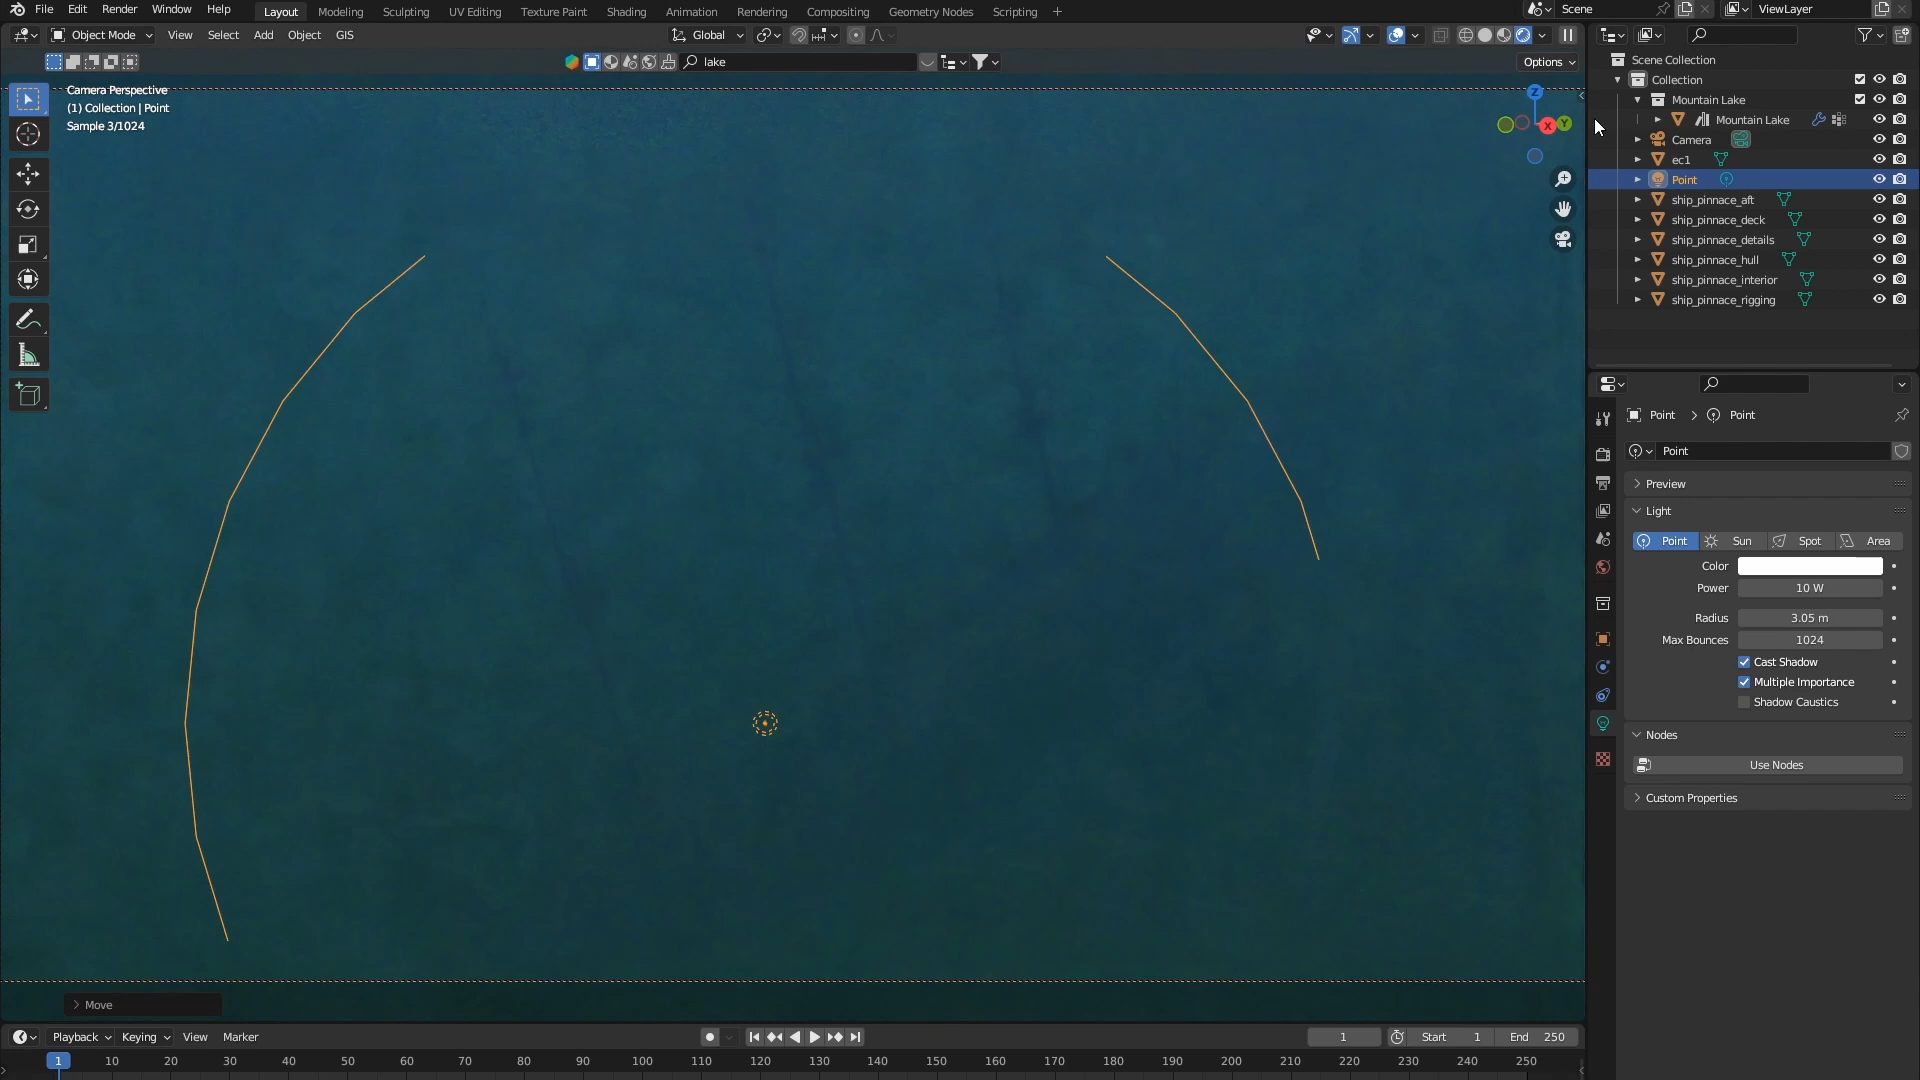 File Edit Render Window Help Layout Modeling Sculpting UV Editing Texture Paint Shading Animation Rendering Compositing Geometry Nodes Scripting + Scene ViewLayer
Object Mode View Select Add Object GIS Global
lake Options
Camera Perspective
(1) Collection | Point
Sample 3/1024
Z
X Y
Move
Scene Collection
Collection
Mountain Lake
Mountain Lake
Camera
ec1
Point
ship_pinnace_aft
ship_pinnace_deck
ship_pinnace_details
ship_pinnace_hull
ship_pinnace_interior
ship_pinnace_rigging
Point > Point
Point
Preview
Light
Point Sun Spot Area
Color
Power 10 W
Radius 3.05 m
Max Bounces 1024
Cast Shadow
Multiple Importance
Shadow Caustics
Nodes
Use Nodes
Custom Properties
Playback Keying View Marker 1 Start 1 End 250
1 10 20 30 40 50 60 70 80 90 100 110 120 130 140 150 160 170 180 190 200 210 220 230 240 250